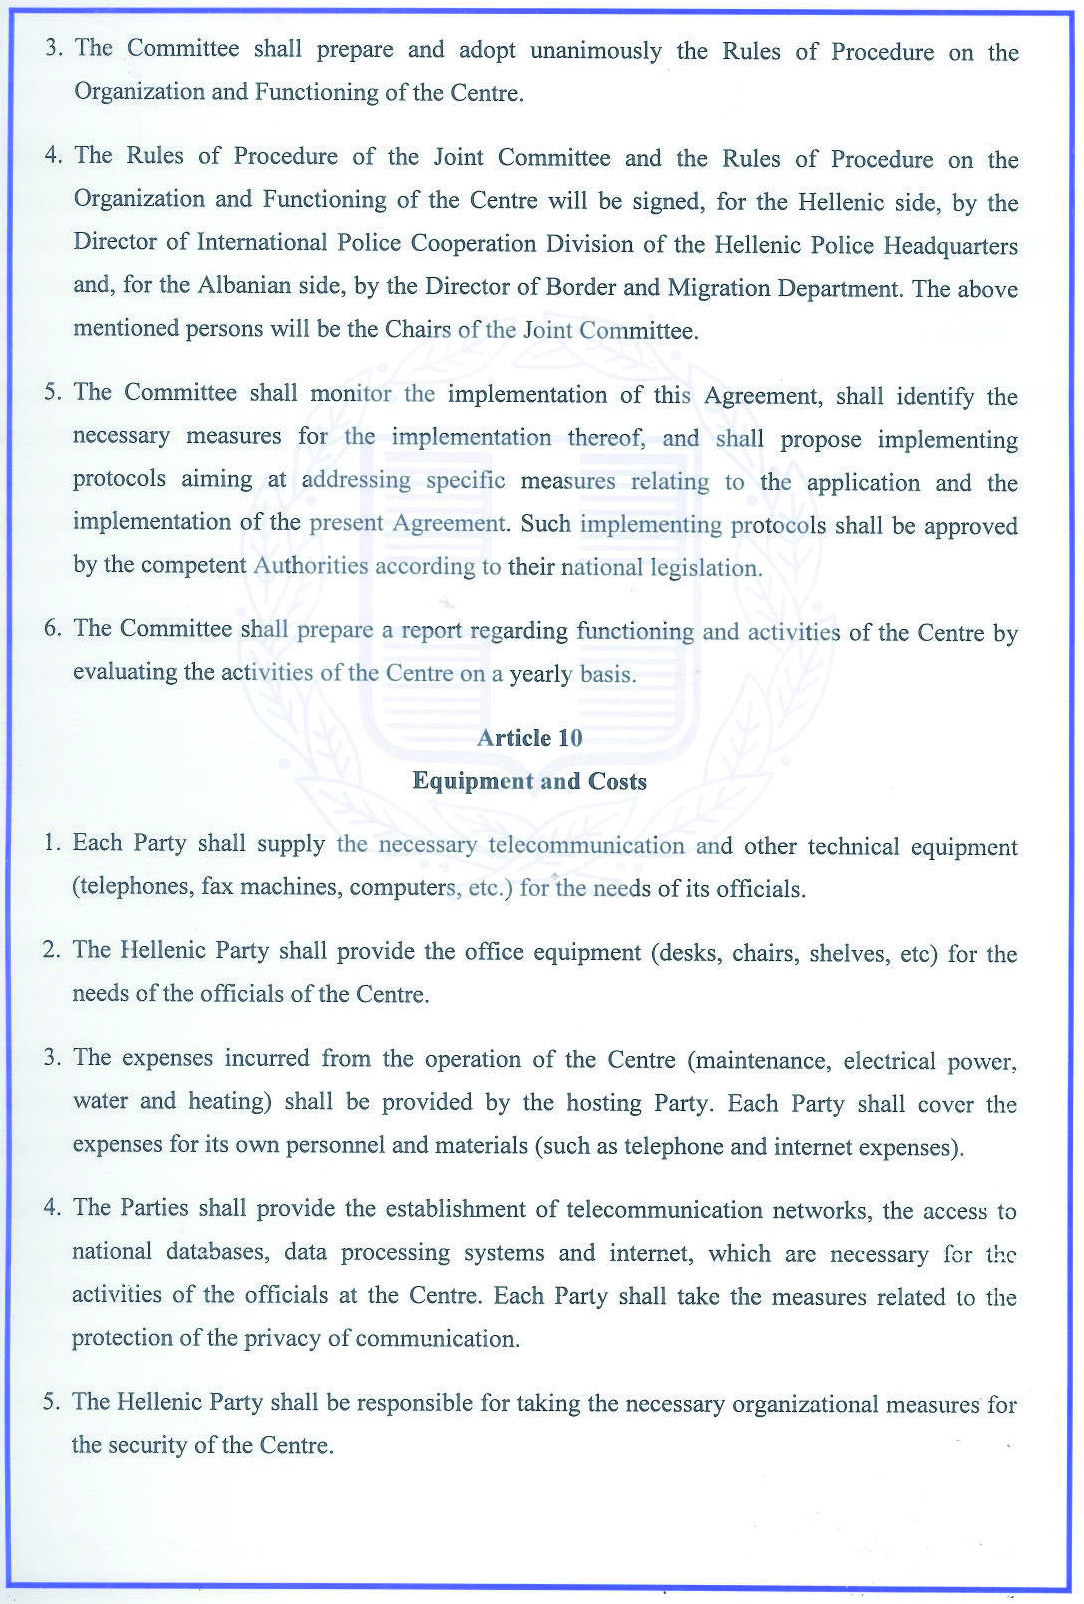 3. The Committee shall prepare and adopt unanimously the Rules of Procedure on the
Organization and Functioning of the Centre.
4. The Rules of Procedure of the Joint Committee and the Rules of Procedure on the
Organization and Functioning of the Centre will be signed, for the Hellenic side, by the
Director of International Police Cooperation Division of the Hellenic Police Headquarters
and, for the Albanian side, by the Director of Border and Migration Department. The above
mentioned persons will be the Chairs of the Joint Committee.
5. The Committee shall monitor the implementation of this Agreement, shall identify the
necessary measures for the implementation thereof, and shall propose implementing
protocols aiming at addressing specific measures relating to the application and the
implementation of the present Agreement. Such implementing protocols shall be approved
by the competent Authorities according to their national legislation.
6. The Committee shall prepare a report regarding functioning and activities of the Centre by
evaluating the activities of the Centre on a yearly basis.
Article 10
Equipment and Costs
1. Each Party shall supply the necessary telecommunication and other technical equipment
(telephones, fax machines, computers, etc.) for the needs of its officials.
2. The Hellenic Party shall provide the office equipment (desks, chairs, shelves, etc) for the
needs of the officials of the Centre.
3. The expenses incurred from the operation of the Centre (maintenance, electrical power,
water and heating) shall be provided by the hosting Party. Each Party shall cover the
expenses for its own personnel and materials (such as telephone and internet expenses).
4. The Parties shall provide the establishment of telecommunication networks, the access to
national databases, data processing systems and internet, which are necessary for the
activities of the officials at the Centre. Each Party shall take the measures related to the
protection of the privacy of communication.
5. The Hellenic Party shall be responsible for taking the necessary organizational measures for
the security of the Centre.